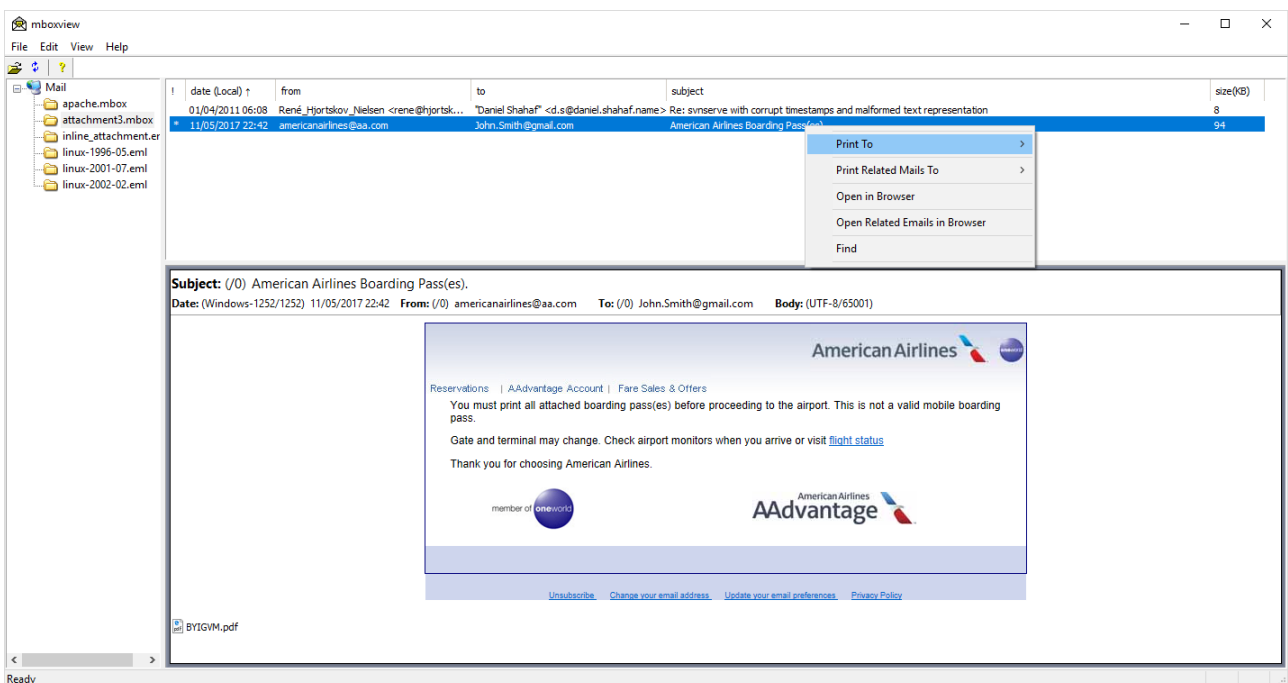 mboxview
File Edit View Help
Mail
apache.mbox
attachment3.mbox
inline_attachment.er
linux-1996-05.eml
linux-2001-07.eml
linux-2002-02.eml
! date (Local) ↑ from to subject size(KB)
01/04/2011 06:08 René_Hjortskov_Nielsen <rene@hjortsk... "Daniel Shahaf" <d.s@daniel.shahaf.name> Re: svnserve with corrupt timestamps and malformed text representation 8
* 11/05/2017 22:42 americanairlines@aa.com John.Smith@gmail.com American Airlines Boarding Pass(es) 94
Print To
Print Related Mails To
Open in Browser
Open Related Emails in Browser
Find
Subject: (/0) American Airlines Boarding Pass(es).
Date: (Windows-1252/1252) 11/05/2017 22:42 From: (/0) americanairlines@aa.com To: (/0) John.Smith@gmail.com Body: (UTF-8/65001)
American Airlines oneworld
Reservations | AAdvantage Account | Fare Sales & Offers
You must print all attached boarding pass(es) before proceeding to the airport. This is not a valid mobile boarding
pass.
Gate and terminal may change. Check airport monitors when you arrive or visit flight status
Thank you for choosing American Airlines.
member of oneworld
American Airlines
AAdvantage
Unsubscribe Change your email address Update your email preferences Privacy Policy
BYIGVM.pdf
Ready